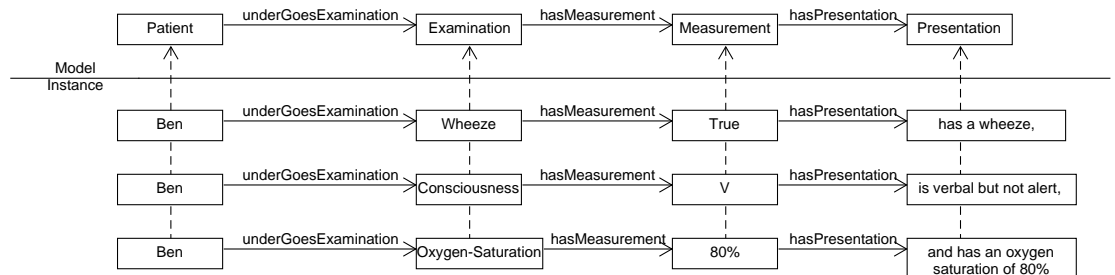 Patient underGoesExamination Examination hasMeasurement Measurement hasPresentation Presentation
Model
Instance
Ben underGoesExamination Wheeze hasMeasurement True hasPresentation has a wheeze,
Ben underGoesExamination Consciousness hasMeasurement V hasPresentation is verbal but not alert,
Ben underGoesExamination Oxygen-Saturation hasMeasurement 80% hasPresentation and has an oxygen
saturation of 80%